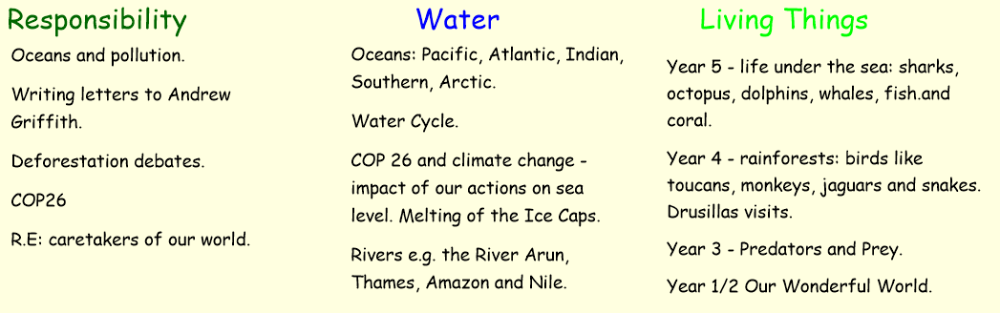 Responsibility
Oceans and pollution.
Writing letters to Andrew
Griffith.
Deforestation debates.
COP26
R.E: caretakers of our world.
Water
Oceans: Pacific, Atlantic, Indian,
Southern, Arctic.
Water Cycle.
COP 26 and climate change -
impact of our actions on sea
level. Melting of the Ice Caps.
Rivers e.g. the River Arun,
Thames, Amazon and Nile.
Living Things
Year 5 - life under the sea: sharks,
octopus, dolphins, whales, fish.and
coral.
Year 4 - rainforests: birds like
toucans, monkeys, jaguars and snakes.
Drusillas visits.
Year 3 - Predators and Prey.
Year 1/2 Our Wonderful World.